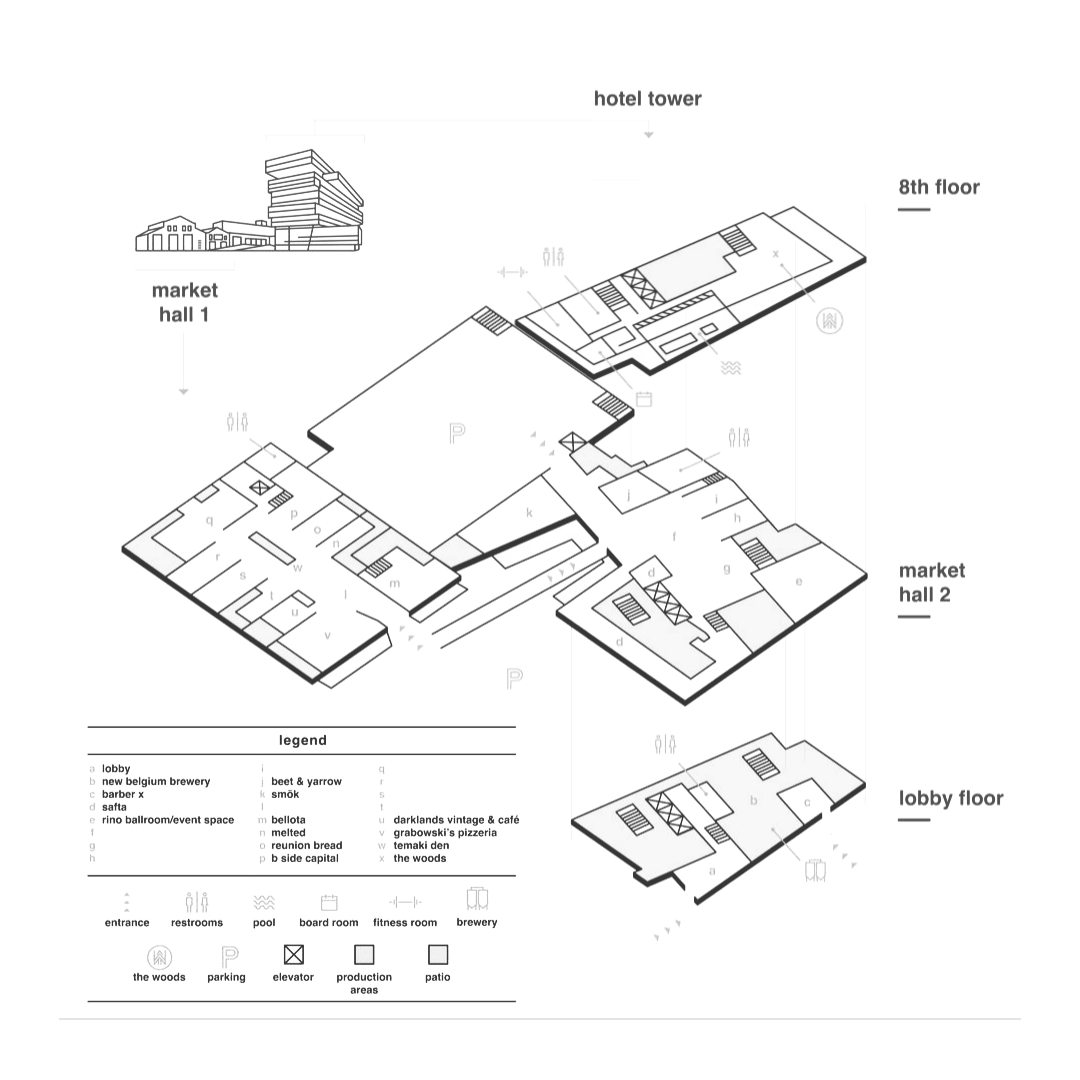 hotel tower
8th floor
market
hall 1
x
P
q
p
o
n
r
s
w
m
t
l
u
v
k
j
i
h
f
d
g
e
d
market
hall 2
P
lobby floor
b
c
a
legend
a lobby
b new belgium brewery
c barber x
d safta
e rino ballroom/event space
f
g
h
i
j beet & yarrow
k smök
l
m bellota
n melted
o reunion bread
p b side capital
q
r
s
t
u darklands vintage & café
v grabowski's pizzeria
w temaki den
x the woods
entrance
restrooms
pool
board room
fitness room
brewery
P
the woods
parking
elevator
production
areas
patio